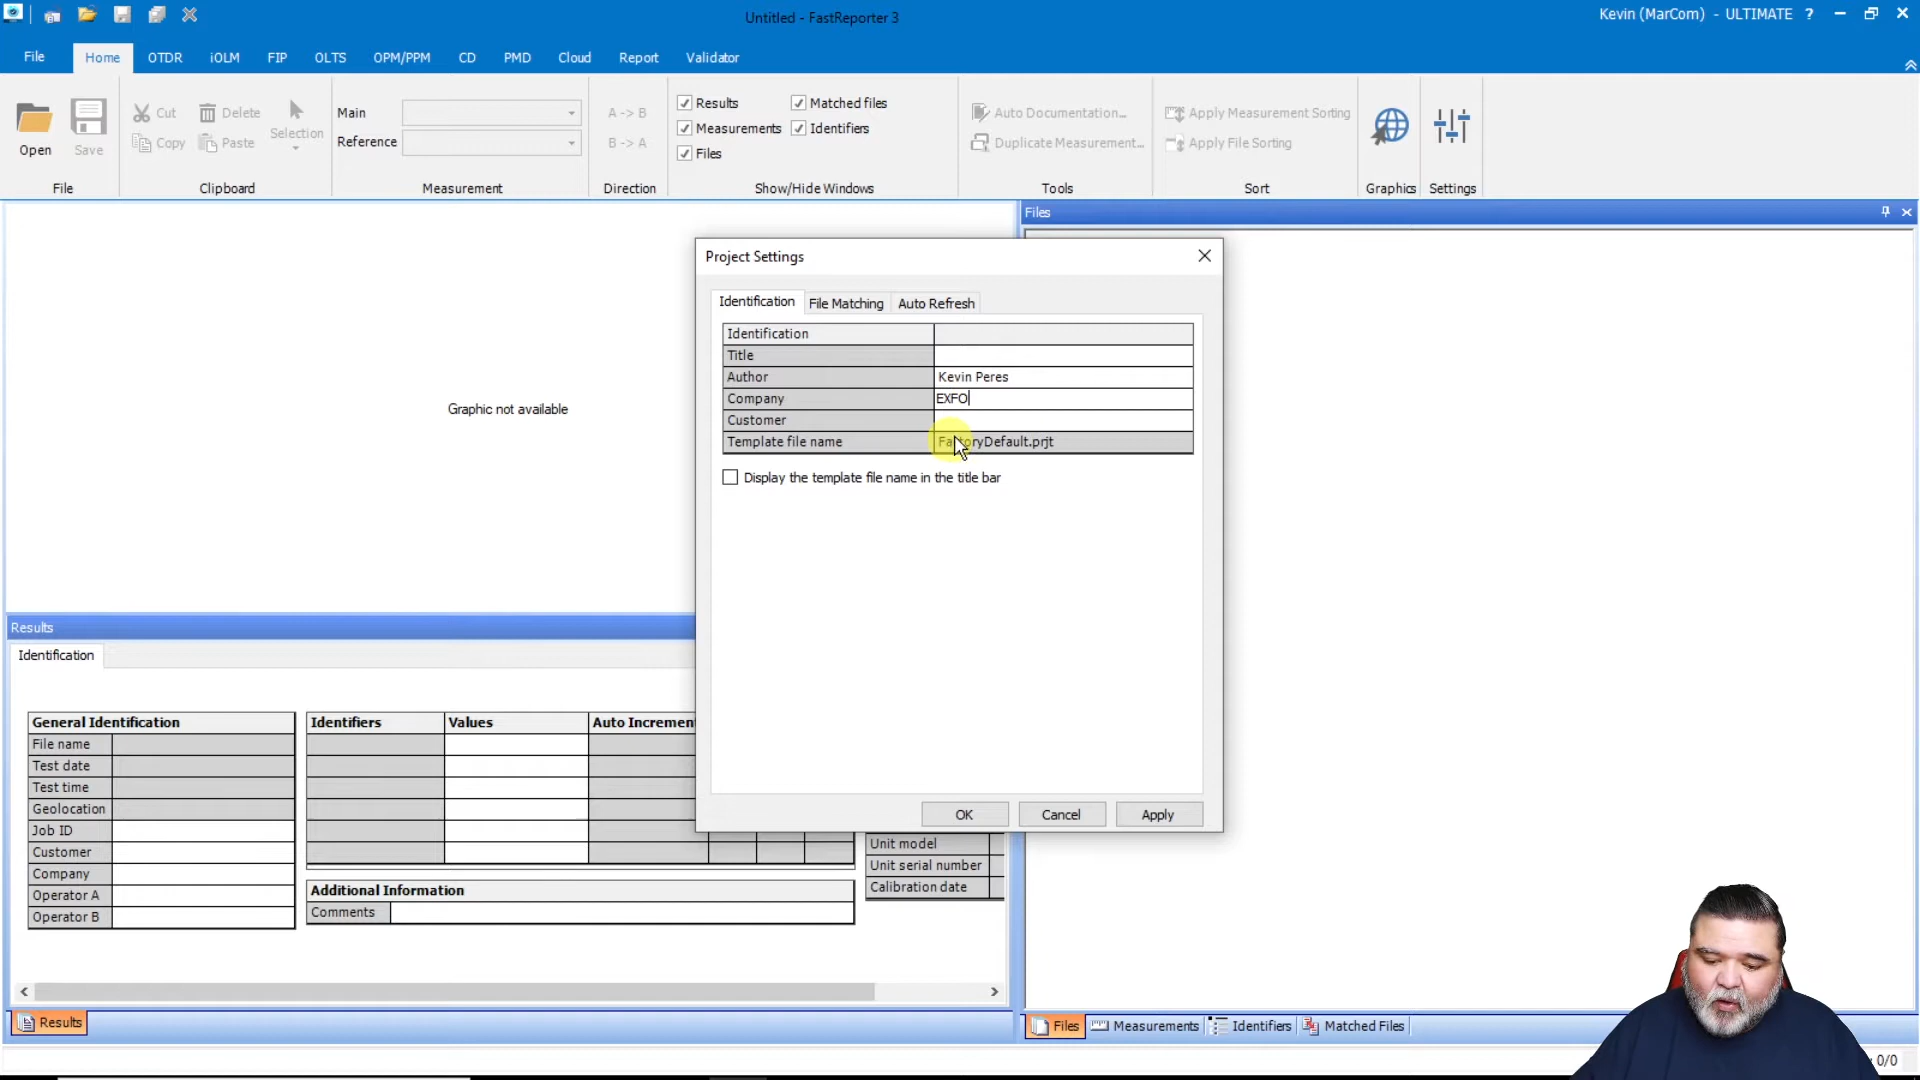 Untitled - FastReporter 3
Kevin (MarCom) - ULTIMATE ?
File Home OTDR iOLM FIP OLTS OPM/PPM CD PMD Cloud Report Validator
Open
Save
File
Cut
Copy
Delete
Paste
Selection
Clipboard
Main
Reference
Measurement
A -> B
B -> A
Direction
Results
Matched files
Measurements
Identifiers
Files
Show/Hide Windows
Auto Documentation...
Duplicate Measurement...
Tools
Apply Measurement Sorting
Apply File Sorting
Sort
Graphics
Settings
Graphic not available
Files
Project Settings
Identification File Matching Auto Refresh
Identification
Title
Author Kevin Peres
Company EXFO
Customer
Template file name FactoryDefault.prjt
Display the template file name in the title bar
OK Cancel Apply
Results
Identification
General Identification
File name
Test date
Test time
Geolocation
Job ID
Customer
Company
Operator A
Operator B
Identifiers Values Auto Increment
Additional Information
Comments
Unit model
Unit serial number
Calibration date
Results
Files Measurements Identifiers Matched Files
0/0